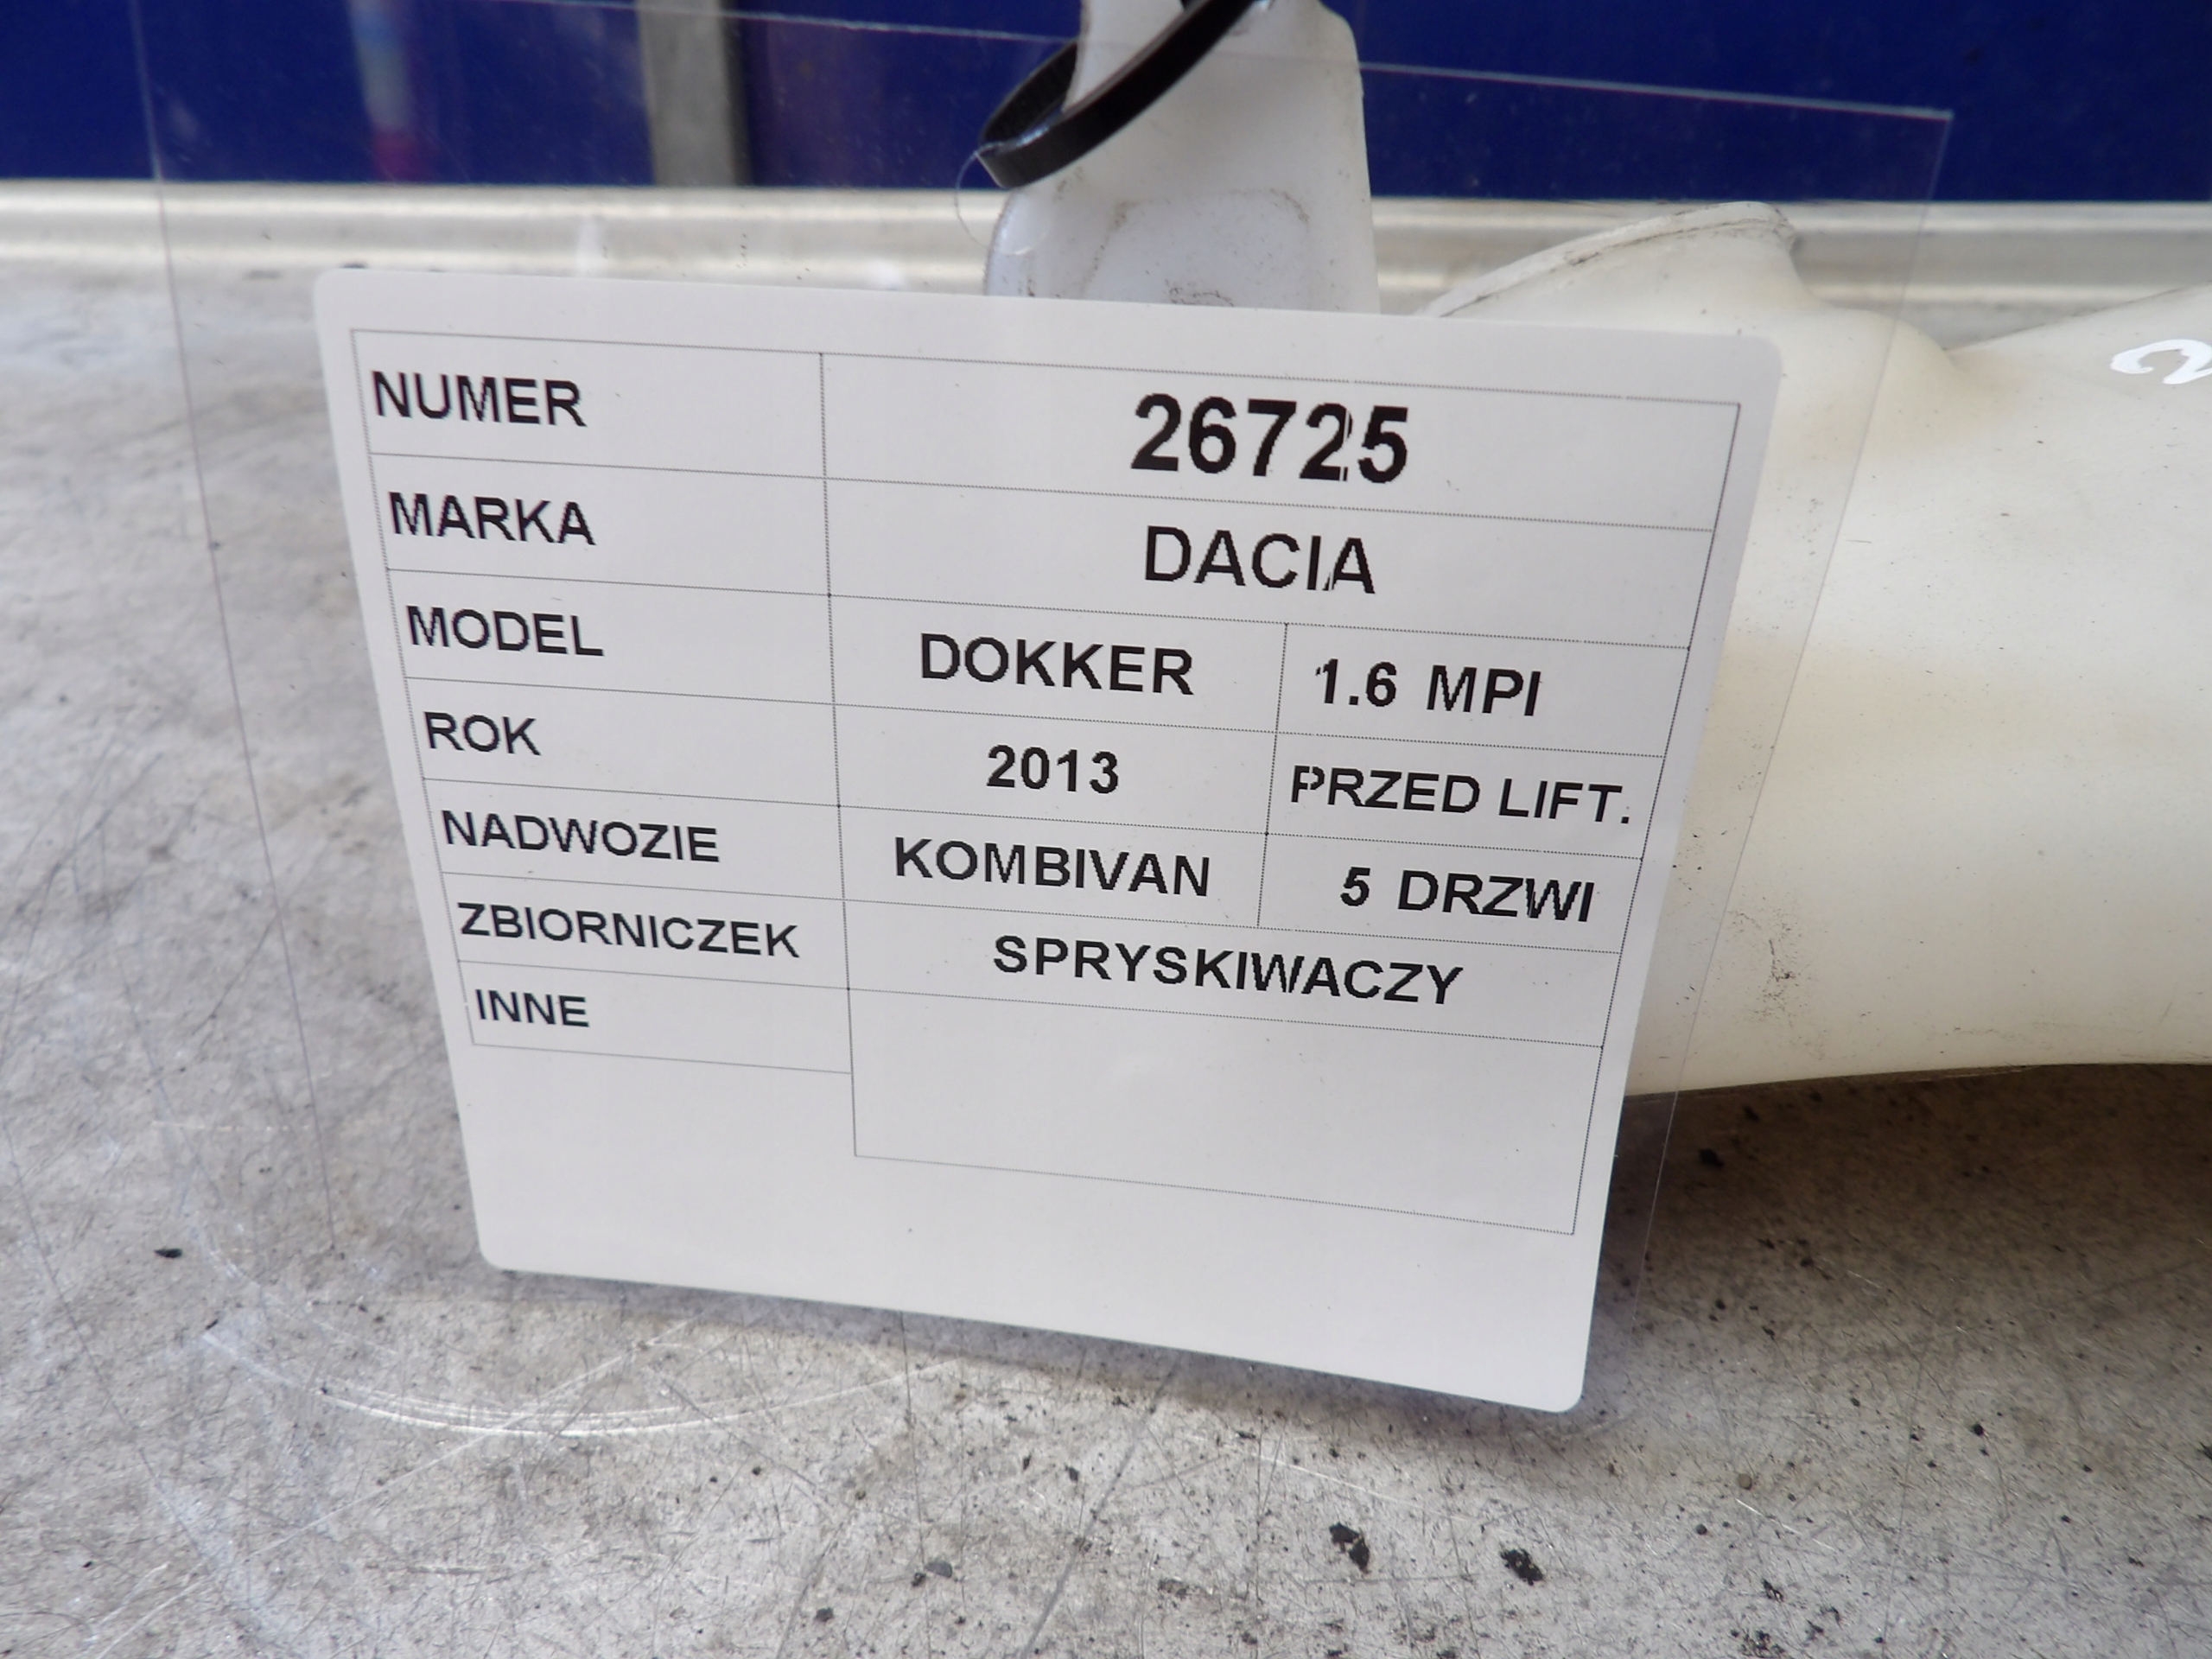 NUMER 26725
MARKA DACIA
MODEL DOKKER 1.6 MPI
ROK 2013 PRZED LIFT.
NADWOZIE KOMBIVAN 5 DRZWI
ZBIORNICZEK SPRYSKIWACZY
INNE